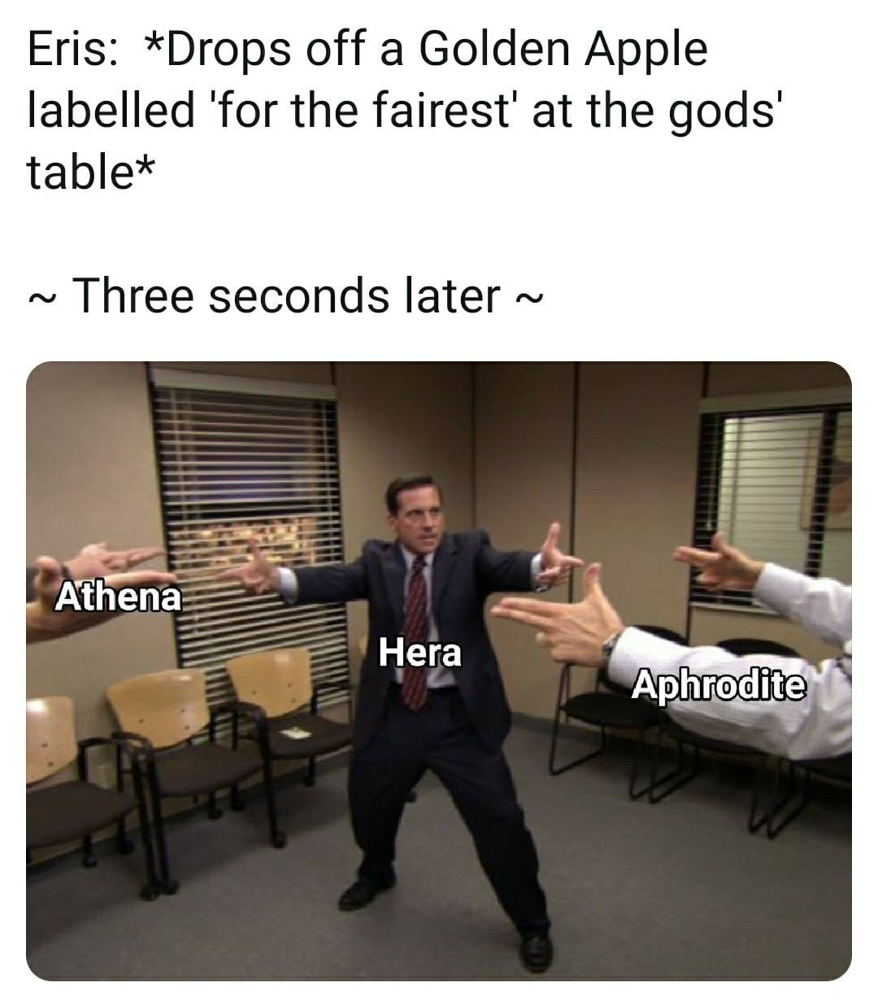 Eris:  *Drops off a Golden Apple
labelled 'for the fairest' at the gods'
table*
~ Three seconds later ~
Athena
Hera
Aphrodite